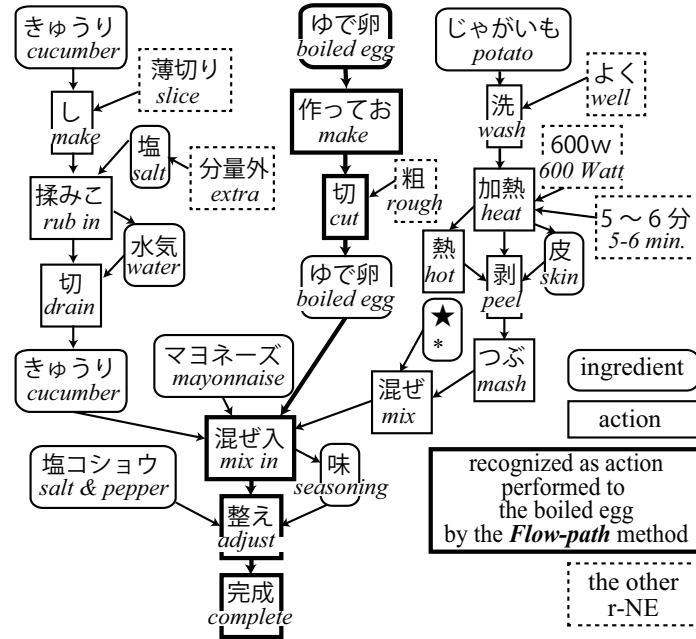 きゅうり
cucumber
薄切り
slice
し
make
塩
salt
分量外
extra
揉みこ
rub in
水気
water
切
drain
きゅうり
cucumber
ゆで卵
boiled egg
作ってお
make
切
cut
粗
rough
ゆで卵
boiled egg
じゃがいも
potato
よく
well
洗
wash
600w
600 Watt
加熱
heat
5～6分
5-6 min.
熱
hot
皮
skin
剥
peel
★
*
つぶ
mash
混ぜ
mix
マヨネーズ
mayonnaise
混ぜ入
mix in
塩コショウ
salt & pepper
味
seasoning
整え
adjust
完成
complete
ingredient
action
recognized as action
performed to
the boiled egg
by the Flow-path method
the other
r-NE